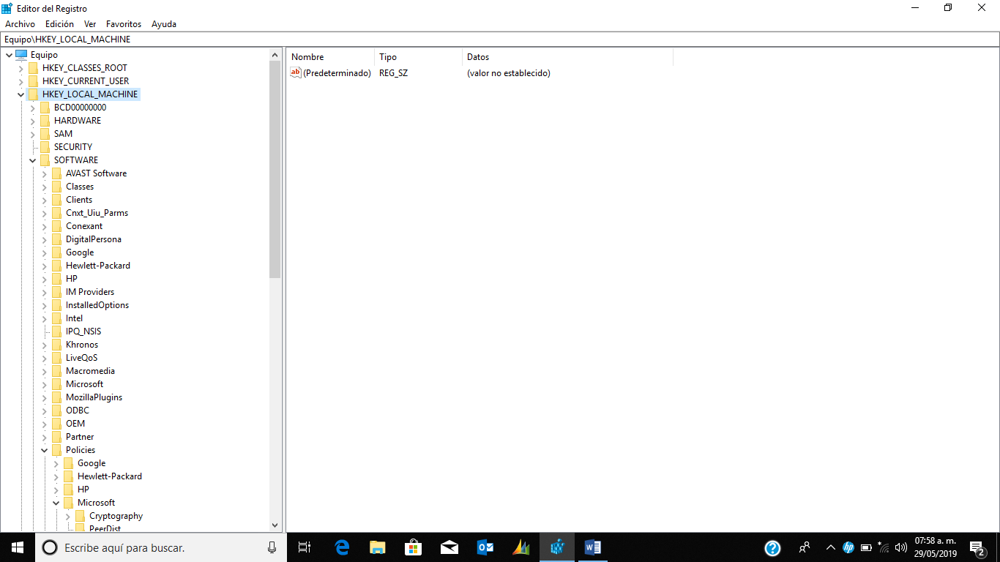 Editor del Registro
Archivo Edición Ver Favoritos Ayuda
Equipo\HKEY_LOCAL_MACHINE
Equipo
HKEY_CLASSES_ROOT
HKEY_CURRENT_USER
HKEY_LOCAL_MACHINE
BCD00000000
HARDWARE
SAM
SECURITY
SOFTWARE
AVAST Software
Classes
Clients
Cnxt_Uiu_Parms
Conexant
DigitalPersona
Google
Hewlett-Packard
HP
IM Providers
InstalledOptions
Intel
IPQ_NSIS
Khronos
LiveQoS
Macromedia
Microsoft
MozillaPlugins
ODBC
OEM
Partner
Policies
Google
Hewlett-Packard
HP
Microsoft
Cryptography
PeerDist
Nombre Tipo Datos
ab (Predeterminado) REG_SZ (valor no establecido)
Escribe aquí para buscar.
07:58 a. m.
29/05/2019
2